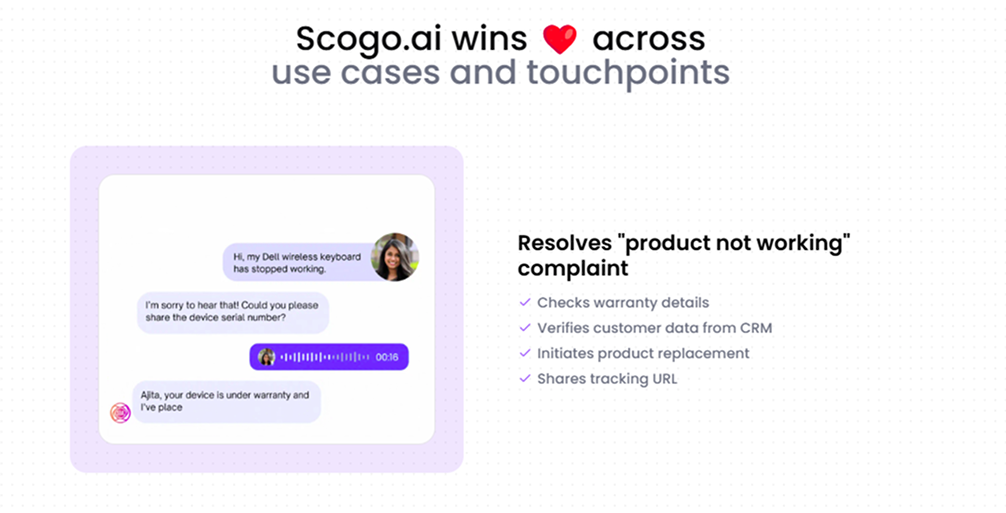 Scogo.ai wins ❤️ across
use cases and touchpoints
Hi, my Dell wireless keyboard
has stopped working.
I'm sorry to hear that! Could you please
share the device serial number?
00:16
Ajita, your device is under warranty and
I've place
Resolves "product not working"
complaint
Checks warranty details
Verifies customer data from CRM
Initiates product replacement
Shares tracking URL